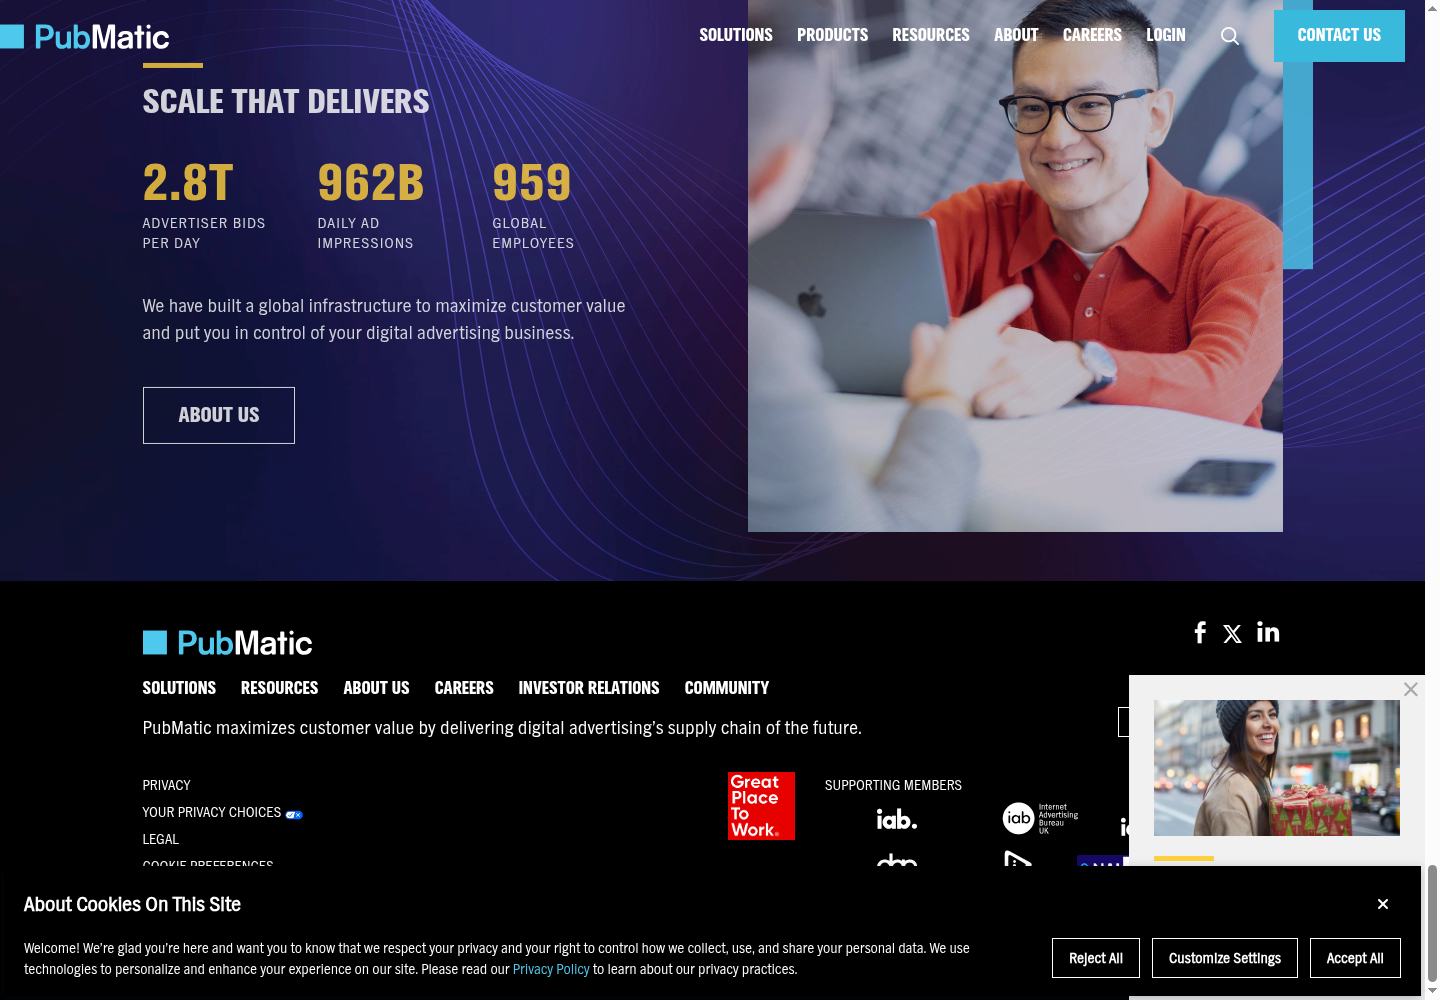 PubMatic
SOLUTIONS PRODUCTS RESOURCES ABOUT CAREERS LOGIN CONTACT US
SCALE THAT DELIVERS
2.8T 962B 959
ADVERTISER BIDS DAILY AD GLOBAL
PER DAY IMPRESSIONS EMPLOYEES
We have built a global infrastructure to maximize customer value
and put you in control of your digital advertising business.
ABOUT US
PubMatic
SOLUTIONS RESOURCES ABOUT US CAREERS INVESTOR RELATIONS COMMUNITY
PubMatic maximizes customer value by delivering digital advertising’s supply chain of the future.
PRIVACY
YOUR PRIVACY CHOICES
LEGAL
COOKIE PREFERENCES
Great
Place
To
Work.
SUPPORTING MEMBERS
iab.
iab
Internet
Advertising
Bureau
UK
About Cookies On This Site
Welcome! We're glad you're here and want you to know that we respect your privacy and your right to control how we collect, use, and share your personal data. We use
technologies to personalize and enhance your experience on our site. Please read our Privacy Policy to learn about our privacy practices.
Reject All Customize Settings Accept All